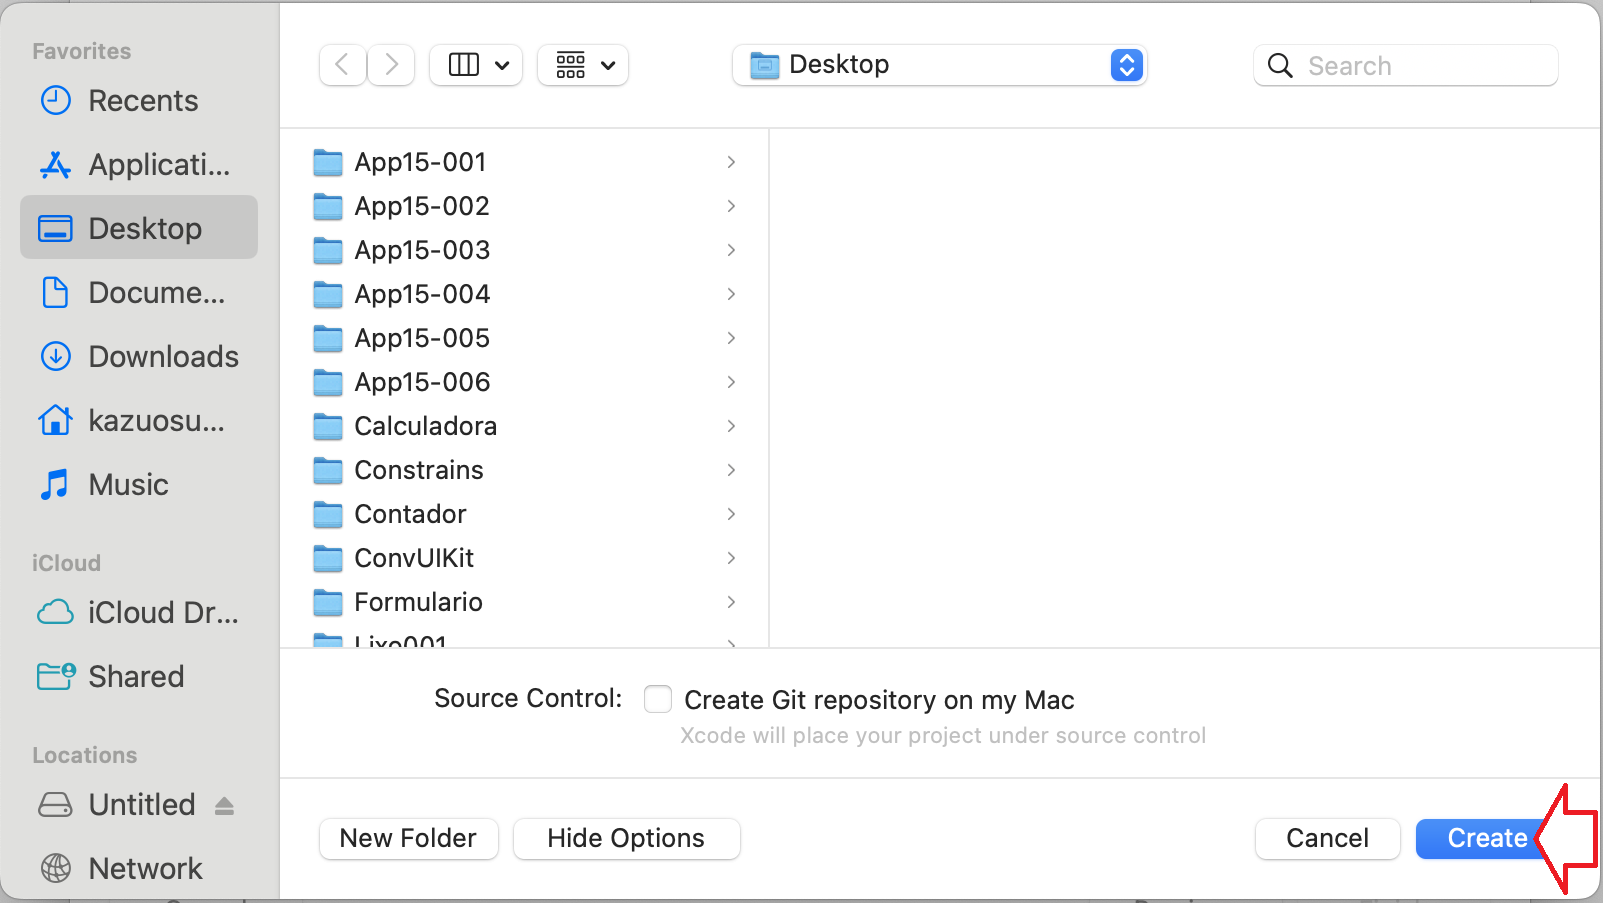 Favorites
Recents
Applicati...
Desktop
Docume...
Downloads
kazuosu...
Music
iCloud
iCloud Dr...
Shared
Locations
Untitled
Network
Desktop
Search
App15-001
App15-002
App15-003
App15-004
App15-005
App15-006
Calculadora
Constrains
Contador
ConvUIKit
Formulario
Lixo001
Source Control:
Create Git repository on my Mac
Xcode will place your project under source control
New Folder
Hide Options
Cancel
Create